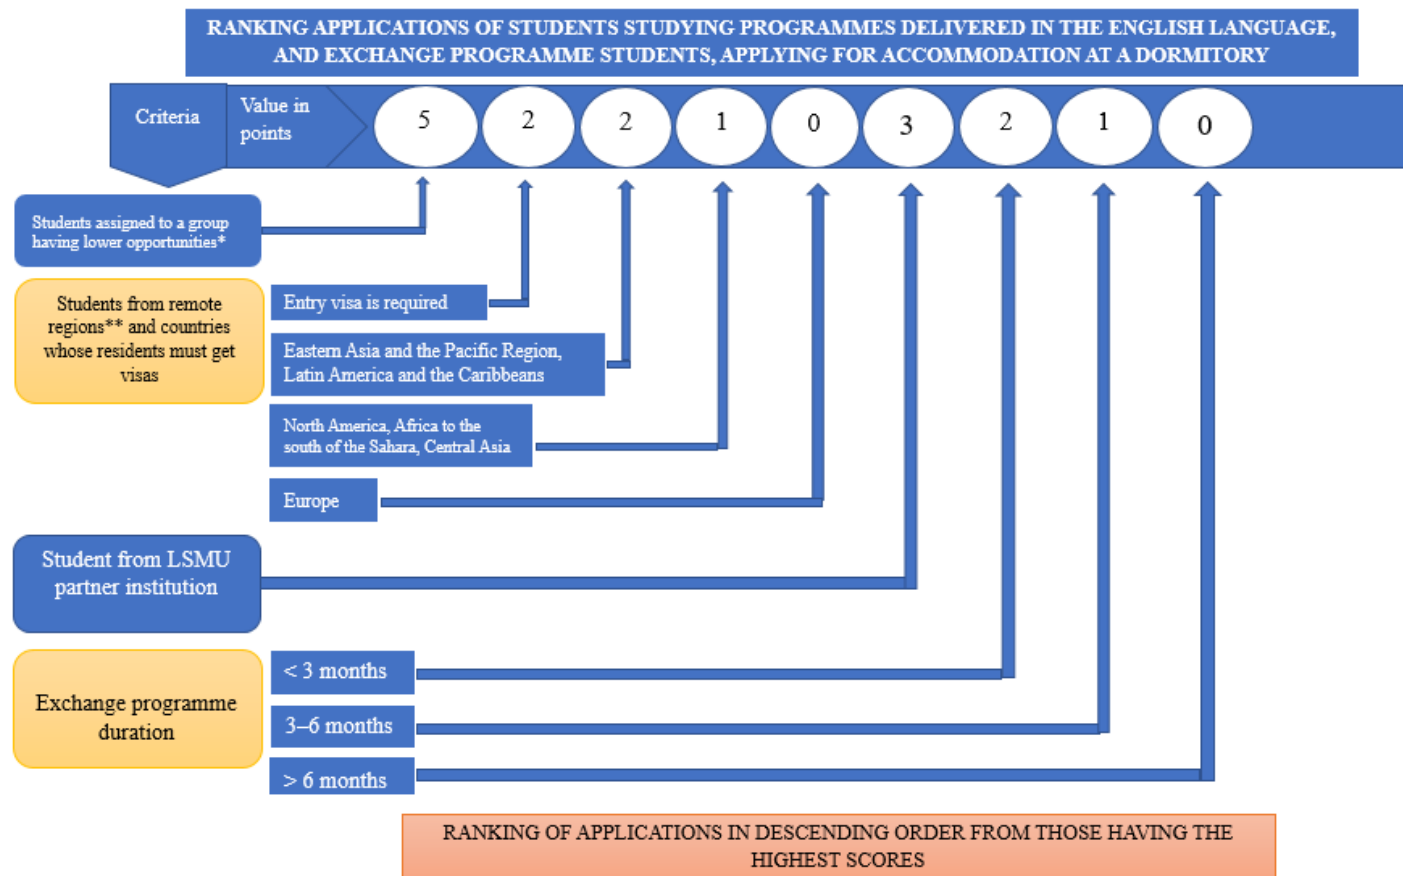 RANKING APPLICATIONS OF STUDENTS STUDYING PROGRAMMES DELIVERED IN THE ENGLISH LANGUAGE,
AND EXCHANGE PROGRAMME STUDENTS, APPLYING FOR ACCOMMODATION AT A DORMITORY
Criteria
Value in
points
5
2
2
1
0
3
2
1
0
Students assigned to a group
having lower opportunities*
Students from remote
regions** and countries
whose residents must get
visas
Entry visa is required
Eastern Asia and the Pacific Region,
Latin America and the Caribbeans
North America, Africa to the
south of the Sahara, Central Asia
Europe
Student from LSMU
partner institution
Exchange programme
duration
< 3 months
3–6 months
> 6 months
RANKING OF APPLICATIONS IN DESCENDING ORDER FROM THOSE HAVING THE
HIGHEST SCORES